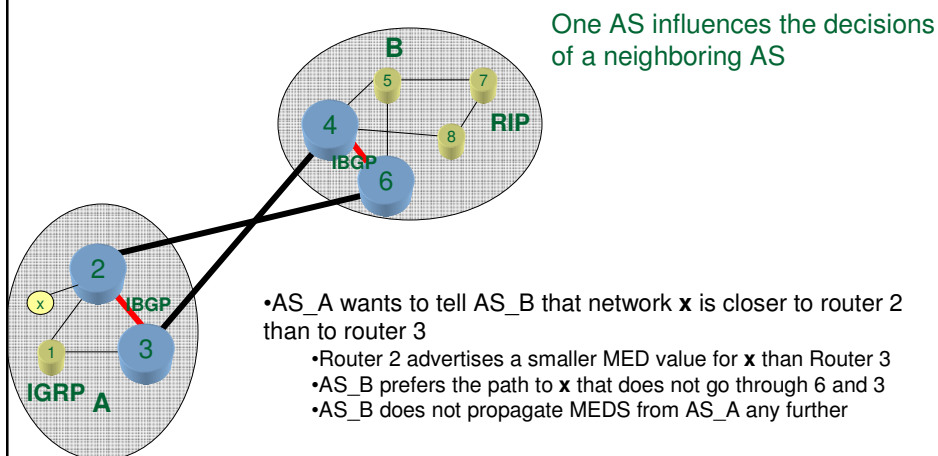 One AS influences the decisions
of a neighboring AS
B
5
7
4
RIP
8
IBGP
6
2
x
IBGP
3
1
IGRP
A
•AS_A wants to tell AS_B that network x is closer to router 2
than to router 3
•Router 2 advertises a smaller MED value for x than Router 3
•AS_B prefers the path to x that does not go through 6 and 3
•AS_B does not propagate MEDS from AS_A any further